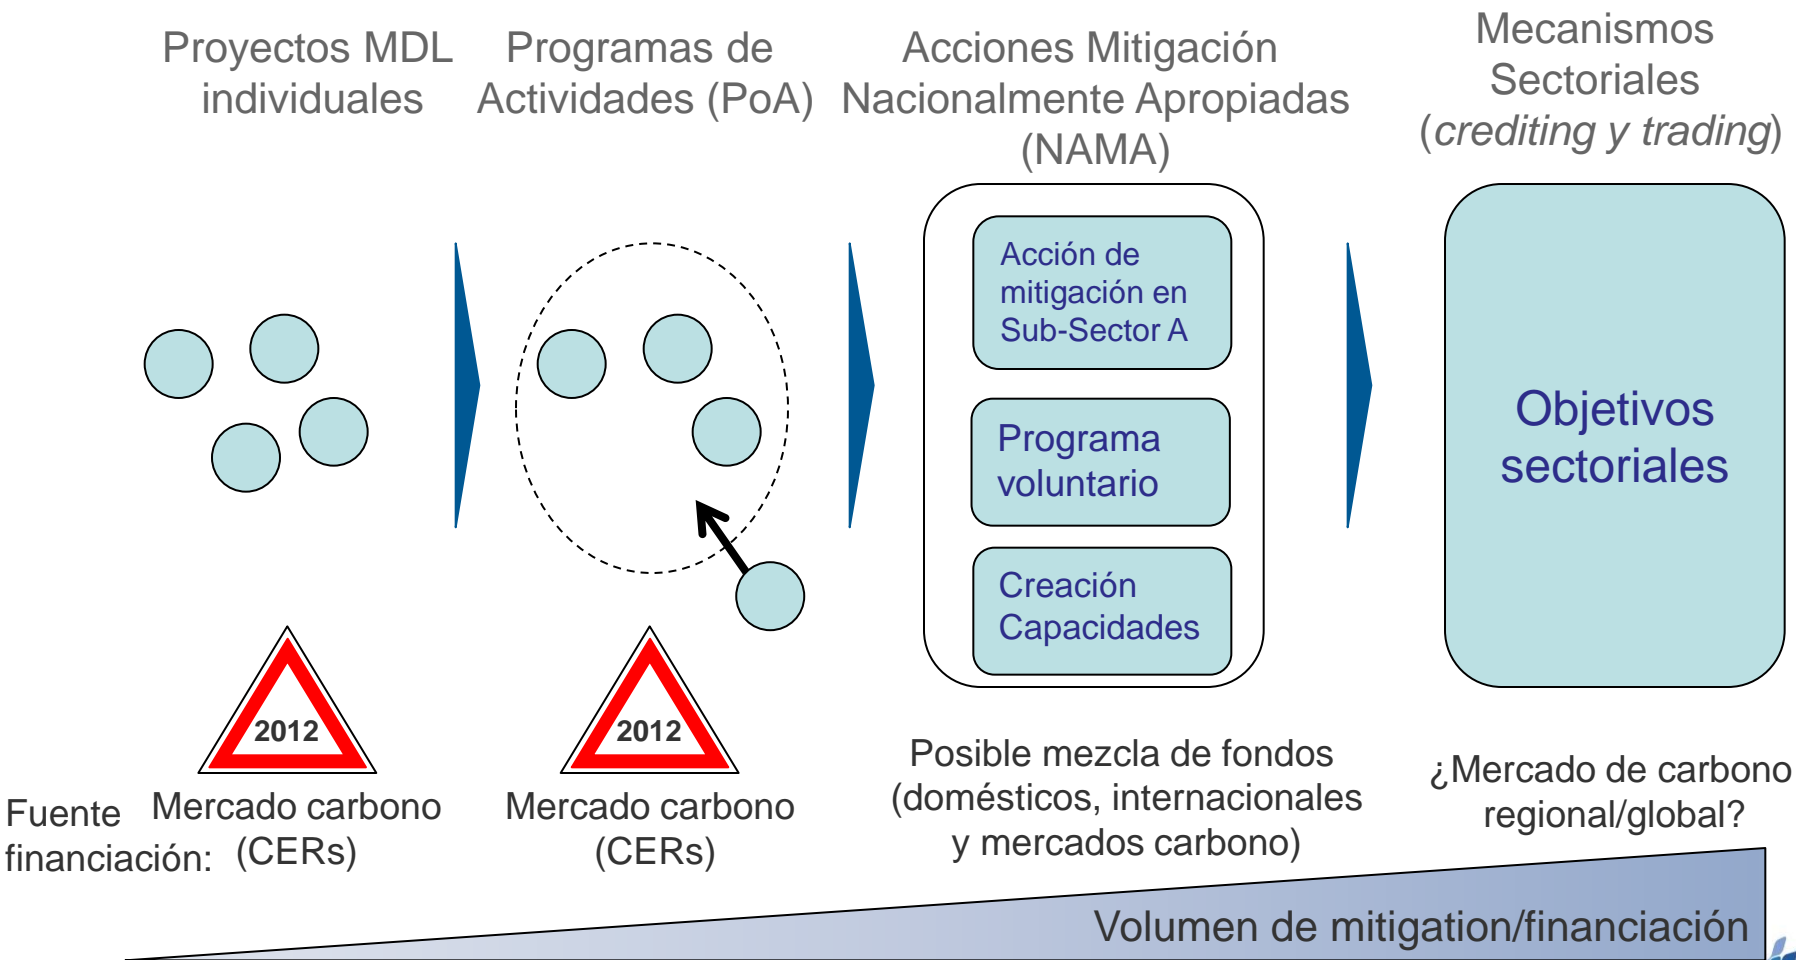 Proyectos MDL
individuales
Programas de
Actividades (PoA)
Acciones Mitigación
Nacionalmente Apropiadas
(NAMA)
Mecanismos
Sectoriales
(crediting y trading)
Acción de
mitigación en
Sub-Sector A
Programa
voluntario
Creación
Capacidades
Objetivos
sectoriales
2012
2012
Fuente
financiación:
Mercado carbono
(CERs)
Mercado carbono
(CERs)
Posible mezcla de fondos
(domésticos, internacionales
y mercados carbono)
¿Mercado de carbono
regional/global?
Volumen de mitigation/financiación